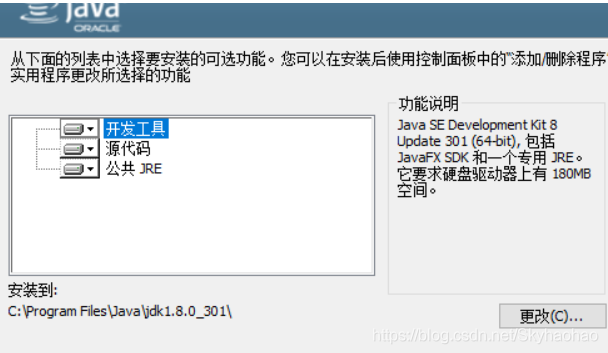 Java
ORACLE
从下面的列表中选择要安装的可选功能。您可以在安装后使用控制面板中的"添加/删除程序"
实用程序更改所选择的功能
功能说明
开发工具
源代码
公共 JRE
Java SE Development Kit 8
Update 301 (64-bit), 包括
JavaFX SDK 和一个专用 JRE。
它要求硬盘驱动器上有 180MB
空间。
安装到:
C:\Program Files\Java\jdk1.8.0_301\
更改(C)...
https://blog.csdn.net/Skyhaohao